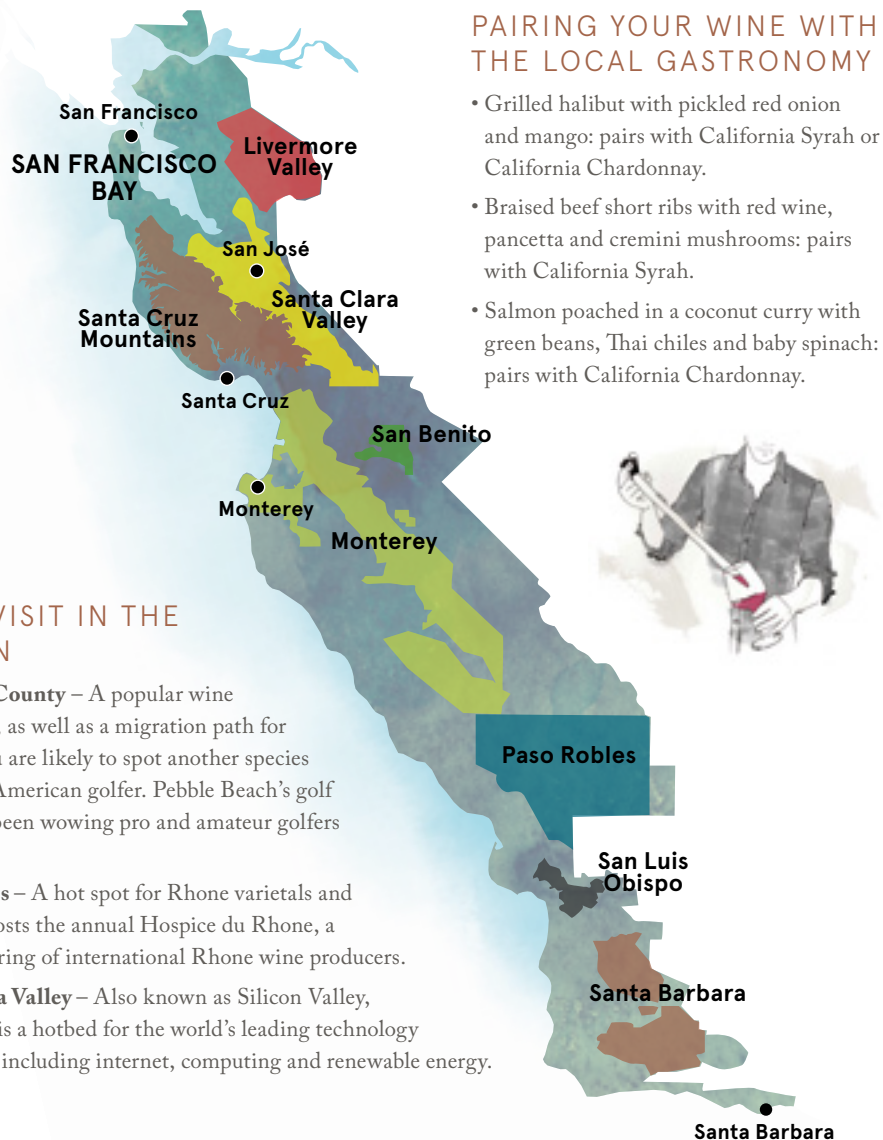 PAIRING YOUR WINE WITH
THE LOCAL GASTRONOMY
• Grilled halibut with pickled red onion
and mango: pairs with California Syrah or
California Chardonnay.
• Braised beef short ribs with red wine,
pancetta and cremini mushrooms: pairs
with California Syrah.
• Salmon poached in a coconut curry with
green beans, Thai chiles and baby spinach:
pairs with California Chardonnay.
San Francisco
SAN FRANCISCO
BAY
Livermore
Valley
San José
Santa Clara
Valley
Santa Cruz
Mountains
Santa Cruz
San Benito
Monterey
Monterey
Paso Robles
San Luis
Obispo
Santa Barbara
Santa Barbara
VISIT IN THE
N
County – A popular wine
, as well as a migration path for
are likely to spot another species
American golfer. Pebble Beach's golf
been wowing pro and amateur golfers
s – A hot spot for Rhone varietals and
osts the annual Hospice du Rhone, a
ring of international Rhone wine producers.
a Valley – Also known as Silicon Valley,
is a hotbed for the world's leading technology
including internet, computing and renewable energy.